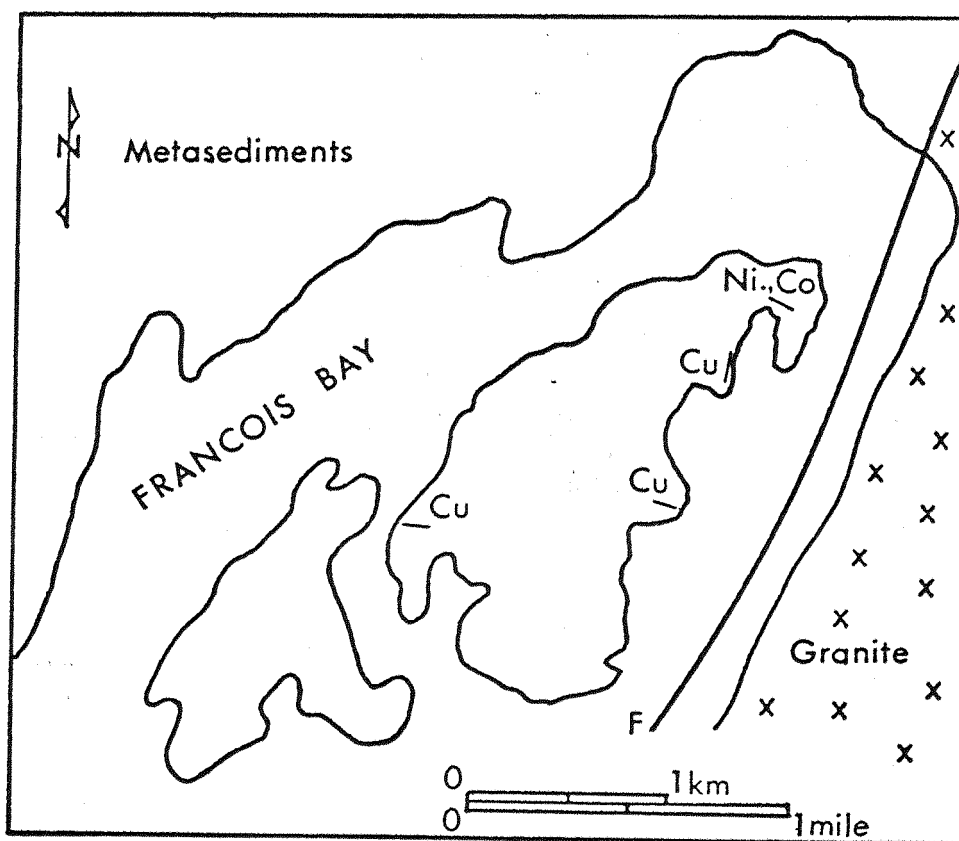 N
Metasediments
Ni.,Co
Cu
FRANCOIS BAY
Cu
Cu
Granite
F
0
1km
0
1mile